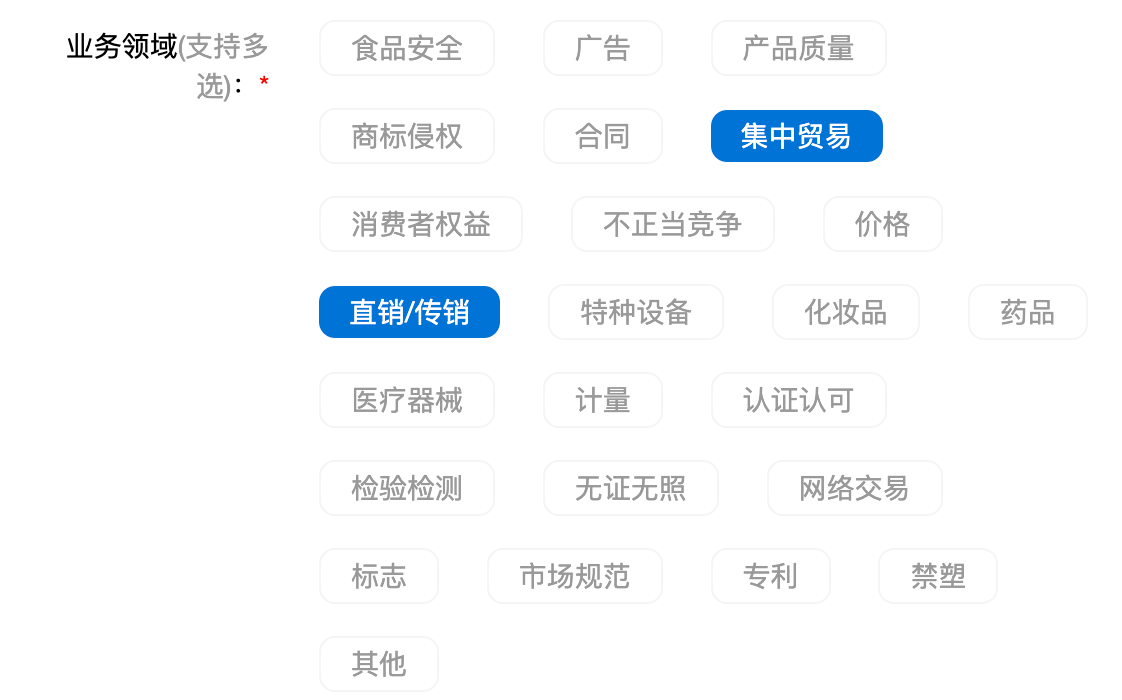 业务领域(支持多
选)：*
食品安全 广告 产品质量
商标侵权 合同 集中贸易
消费者权益 不正当竞争 价格
直销/传销 特种设备 化妆品 药品
医疗器械 计量 认证认可
检验检测 无证无照 网络交易
标志 市场规范 专利 禁塑
其他